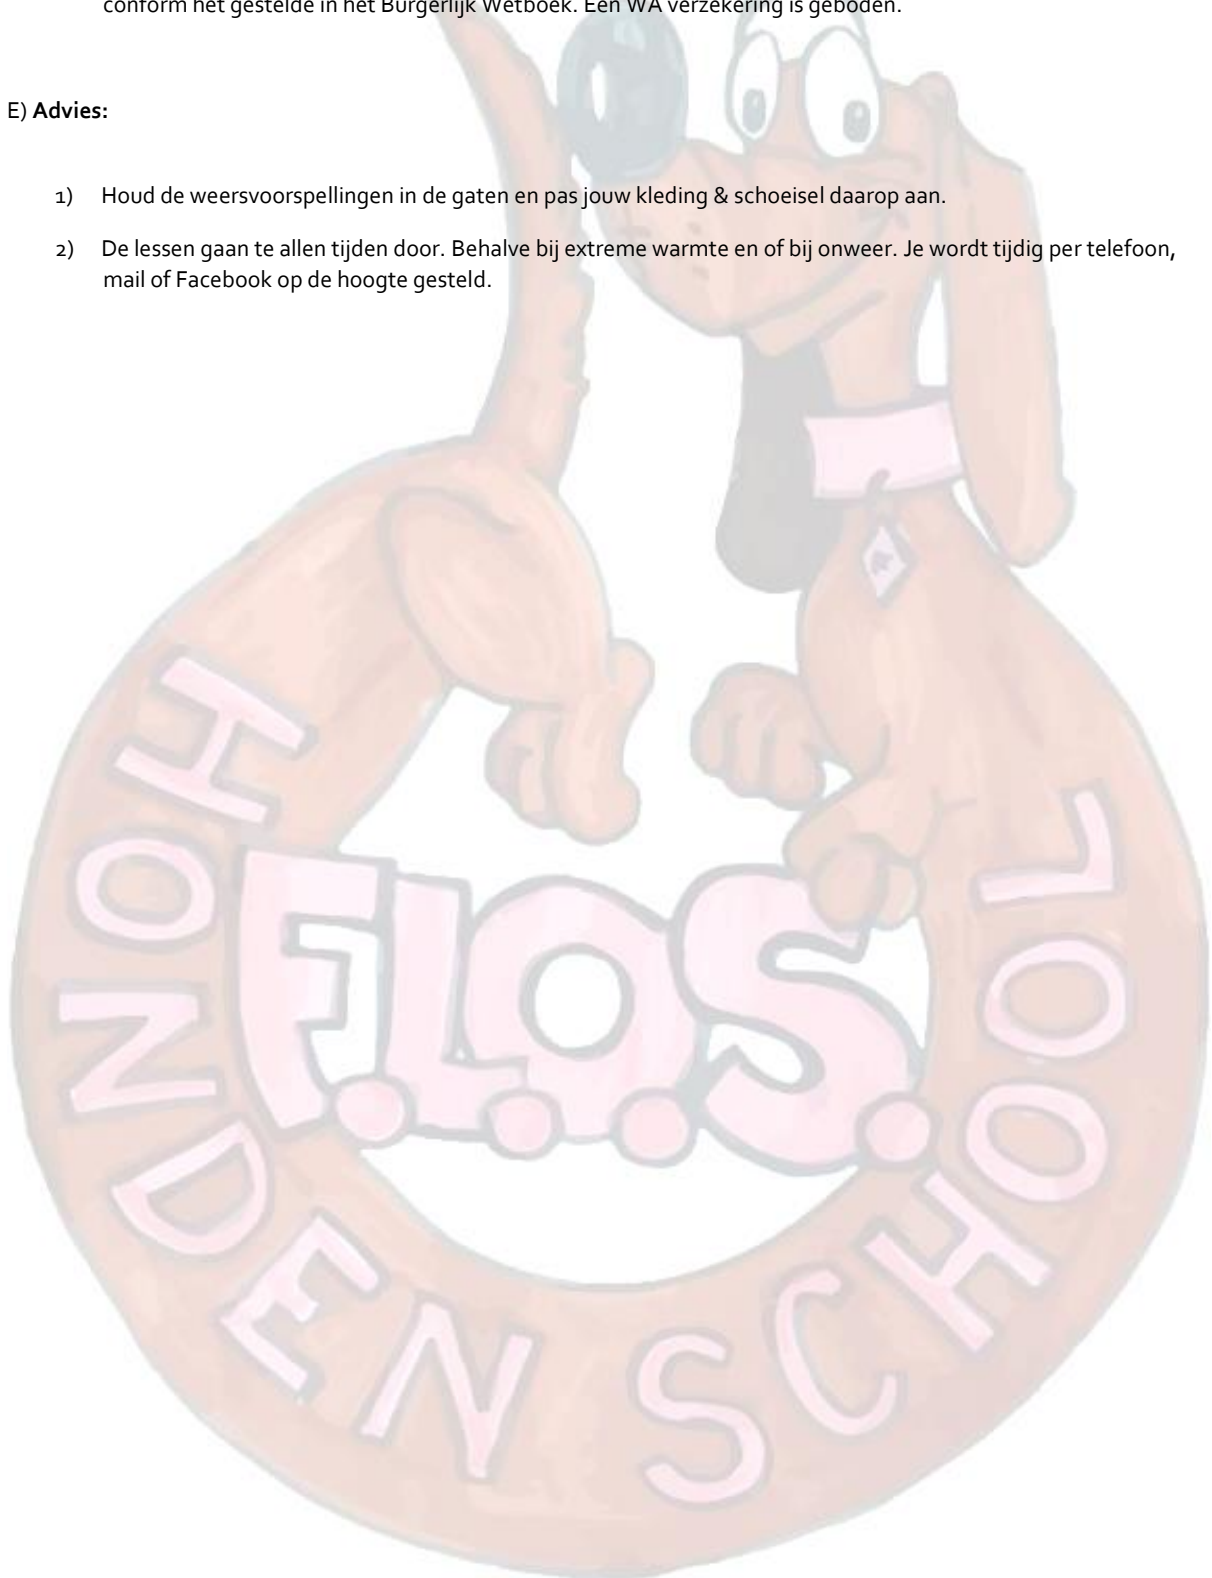 conform het gestelde in het Burgerlijk Wetboek. Een WA verzekering is geboden.
E) Advies:
1) Houd de weersvoorspellingen in de gaten en pas jouw kleding & schoeisel daarop aan.
2) De lessen gaan te allen tijden door. Behalve bij extreme warmte en of bij onweer. Je wordt tijdig per telefoon,
mail of Facebook op de hoogte gesteld.
F.L.O.S.
HONDEN SCHOOL